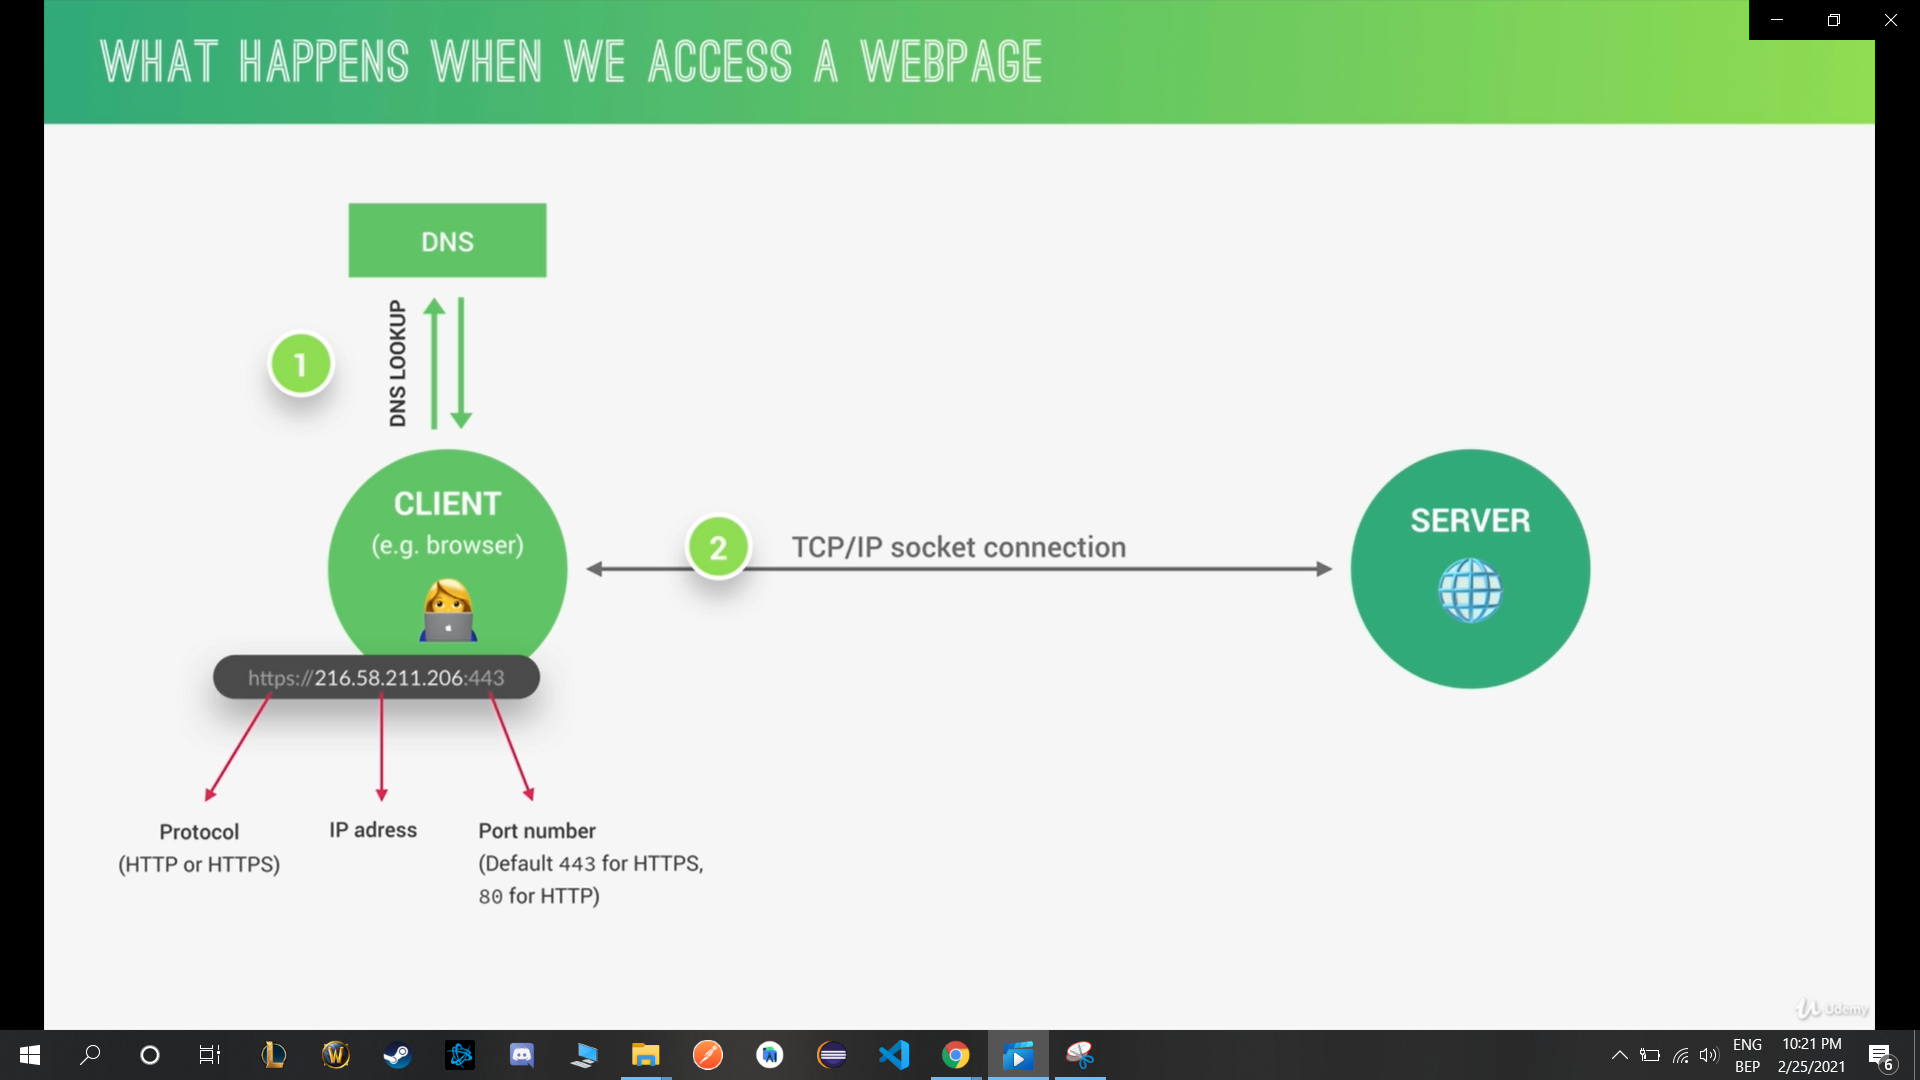 WHAT HAPPENS WHEN WE ACCESS A WEBPAGE
DNS
DNS LOOKUP
1
CLIENT
(e.g. browser)
2
TCP/IP socket connection
SERVER
https://216.58.211.206:443
Protocol
(HTTP or HTTPS)
IP adress
Port number
(Default 443 for HTTPS,
80 for HTTP)
Udemy
ENG
BEP
10:21 PM
2/25/2021
6